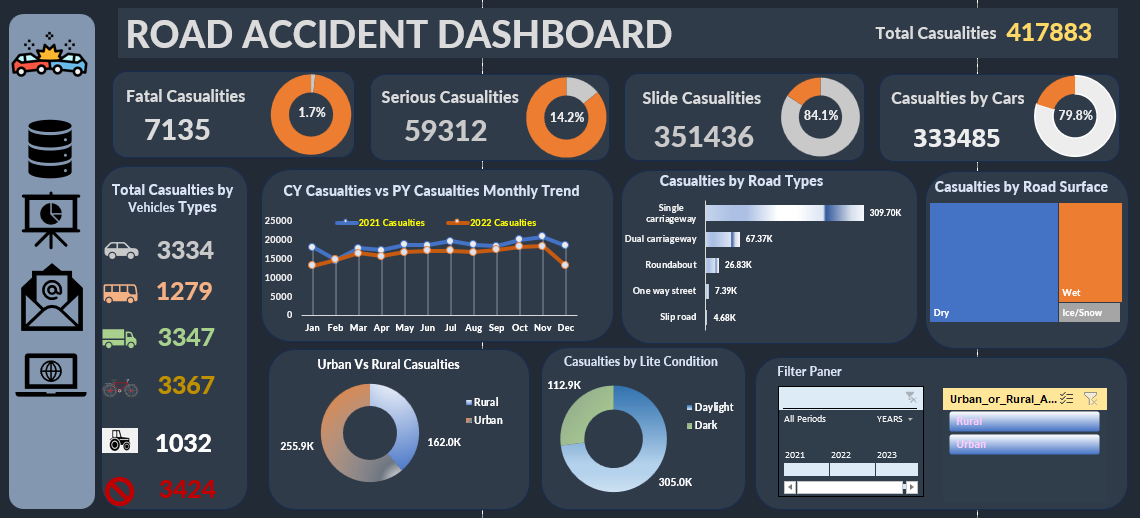 ROAD ACCIDENT DASHBOARD
Total Casualities 417883
Fatal Casualities
7135
1.7%
Serious Casualities
59312
14.2%
Slide Casualities
351436
84.1%
Casualities by Cars
333485
79.8%
Total Casualties by
Vehicles Types
3334
1279
3347
3367
1032
3424
@
CY Casualties vs PY Casualties Monthly Trend
2021 Casualties
2022 Casualties
25000
20000
15000
10000
5000
0
Jan Feb Mar Apr May Jun Jul Aug Sep Oct Nov Dec
Casualties by Road Types
Single
carriageway
309.70K
Dual carriageway 67.37K
Roundabout 26.83K
One way street 7.39K
Slip road 4.68K
Casualties by Road Surface
Dry
Wet
Ice/Snow
Urban Vs Rural Casualties
Rural
Urban
255.9K
162.0K
Casualties by Lite Condition
112.9K
Daylight
Dark
305.0K
Filter Paner
All Periods YEARS
2021 2022 2023
Urban_or_Rural_A...
Rural
Urban